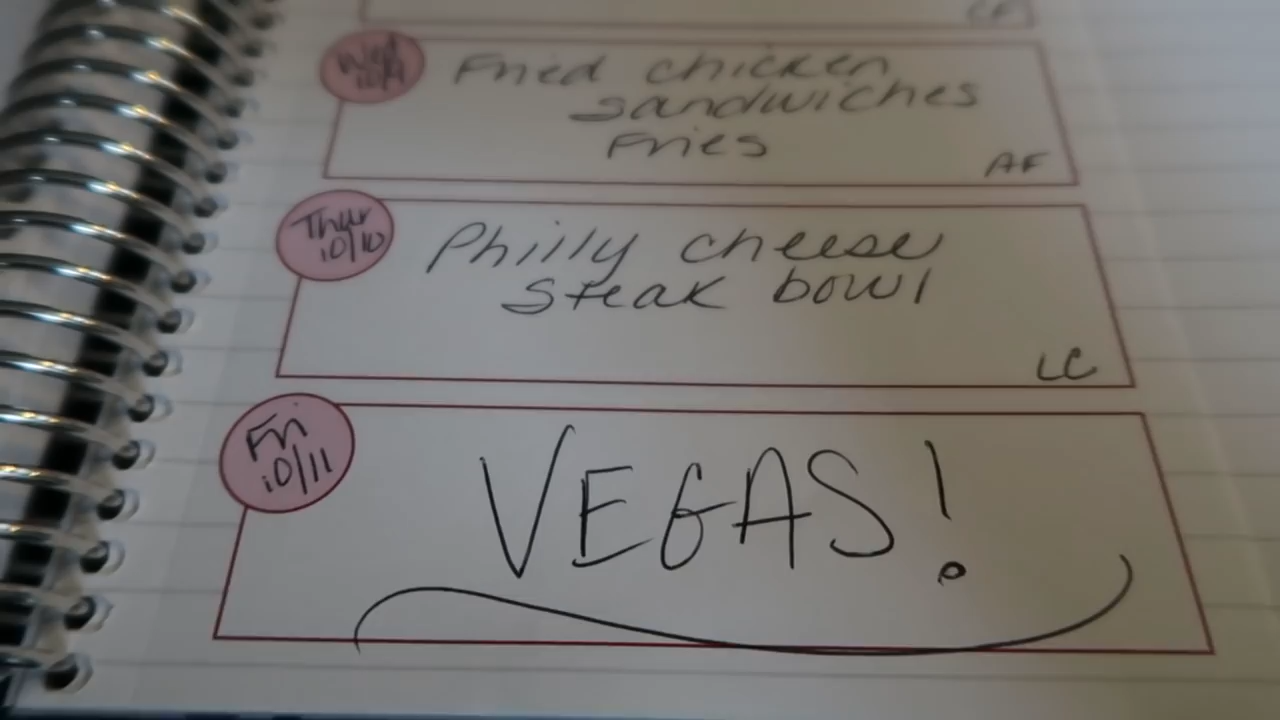 CF
Wed
10/9
Fried chicken
sandwiches
Fries
AF
Thur
10/10
Philly cheese
steak bowl
LC
Fri
10/11
VEGAS!